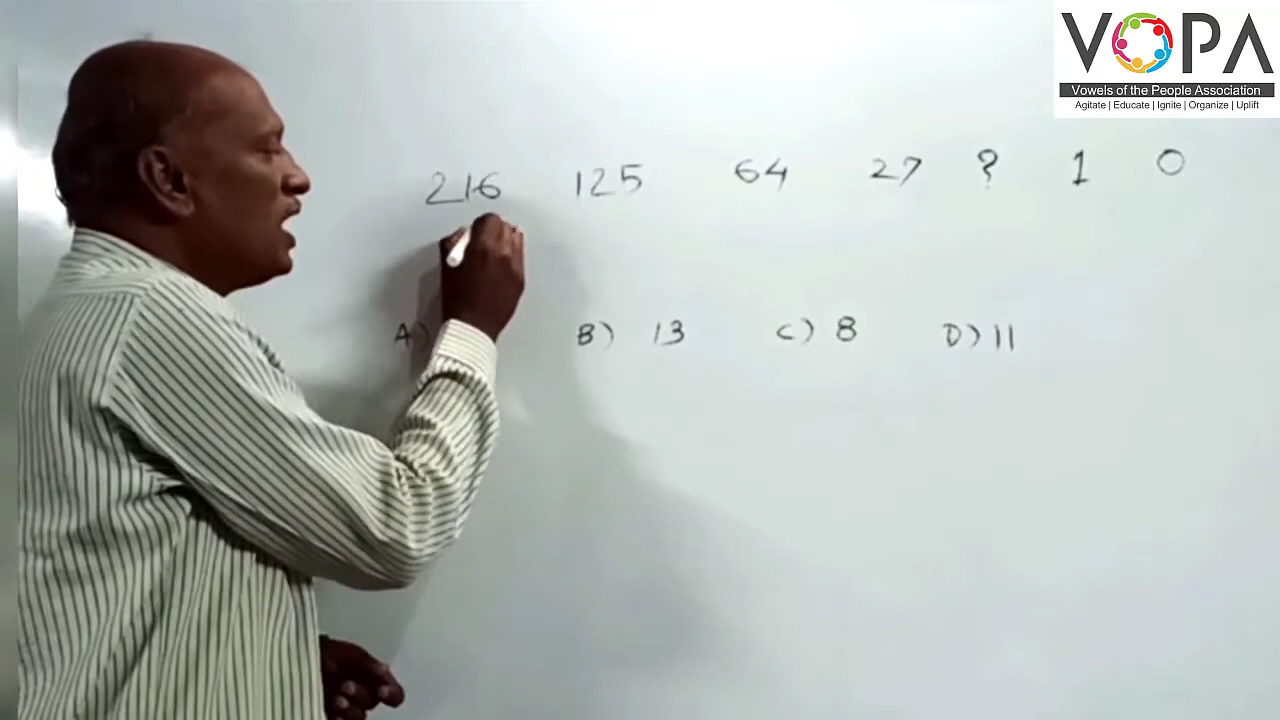 VOPA
Vowels of the People Association
Agitate | Educate | Ignite | Organize | Uplift
216 125 64 27 ? 1 0
A) B) 13 C) 8 D) 11